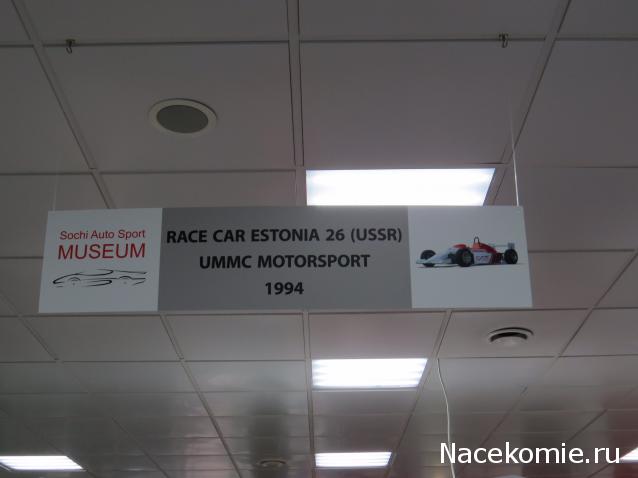 Sochi Auto Sport
MUSEUM
RACE CAR ESTONIA 26 (USSR)
UMMC MOTORSPORT
1994
Nacekomie.ru